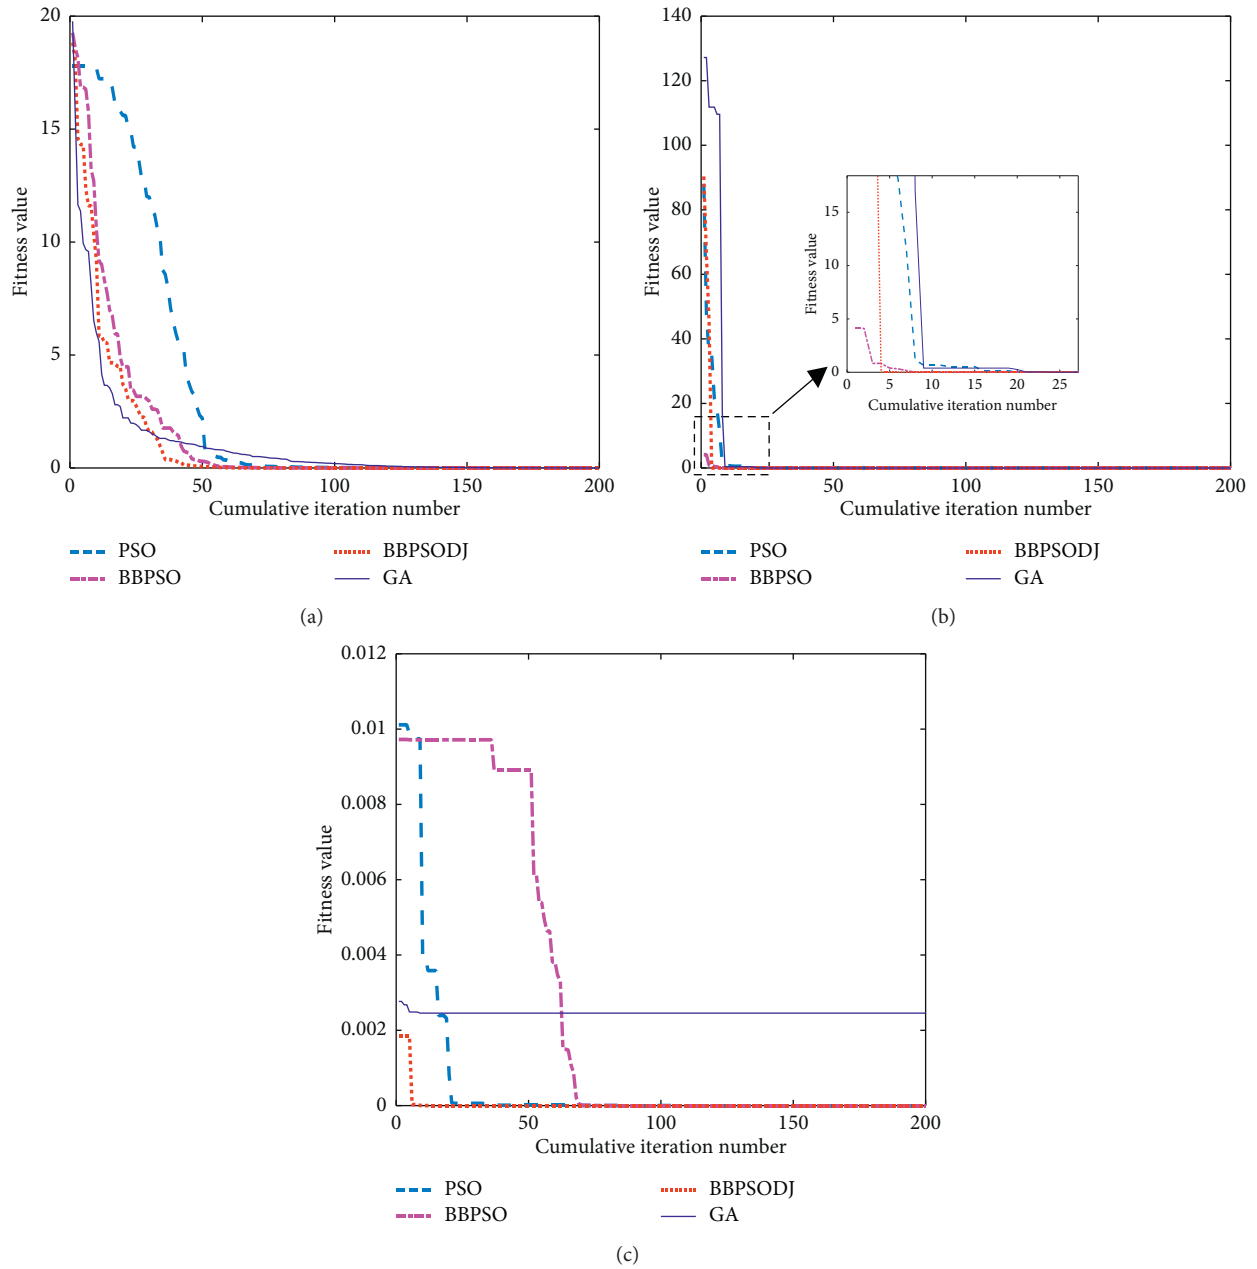 20
15
10
5
0
Fitness value
0 50 100 150 200
Cumulative iteration number
PSO
BBPSO
BBPSODJ
GA
(a)
140
120
100
80
60
40
20
0
Fitness value
15
10
5
0
Fitness value
0 5 10 15 20 25
Cumulative iteration number
0 50 100 150 200
Cumulative iteration number
PSO
BBPSO
BBPSODJ
GA
(b)
0.012
0.01
0.008
0.006
0.004
0.002
0
Fitness value
0 50 100 150 200
Cumulative iteration number
PSO
BBPSO
BBPSODJ
GA
(c)